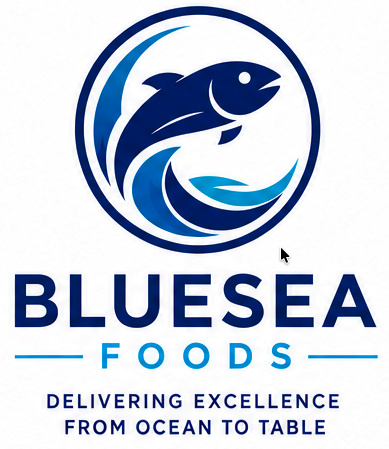 BLUESEA
FOODS
DELIVERING EXCELLENCE
FROM OCEAN TO TABLE